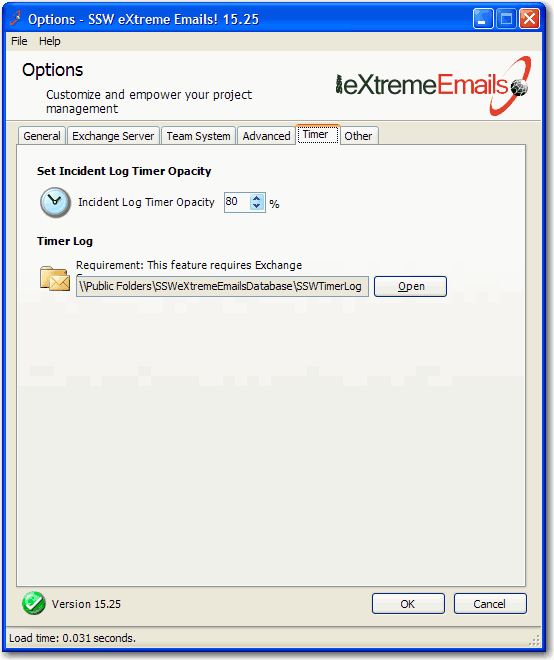 Options - SSW eXtreme Emails! 15.25
File Help
Options
Customize and empower your project
management
SSW eXtremeEmails
General Exchange Server Team System Advanced Timer Other
Set Incident Log Timer Opacity
Incident Log Timer Opacity 80 %
Timer Log
Requirement: This feature requires Exchange
\\Public Folders\SSWeXtremeEmailsDatabase\SSWTimerLog Open
Version 15.25 OK Cancel
Load time: 0.031 seconds.